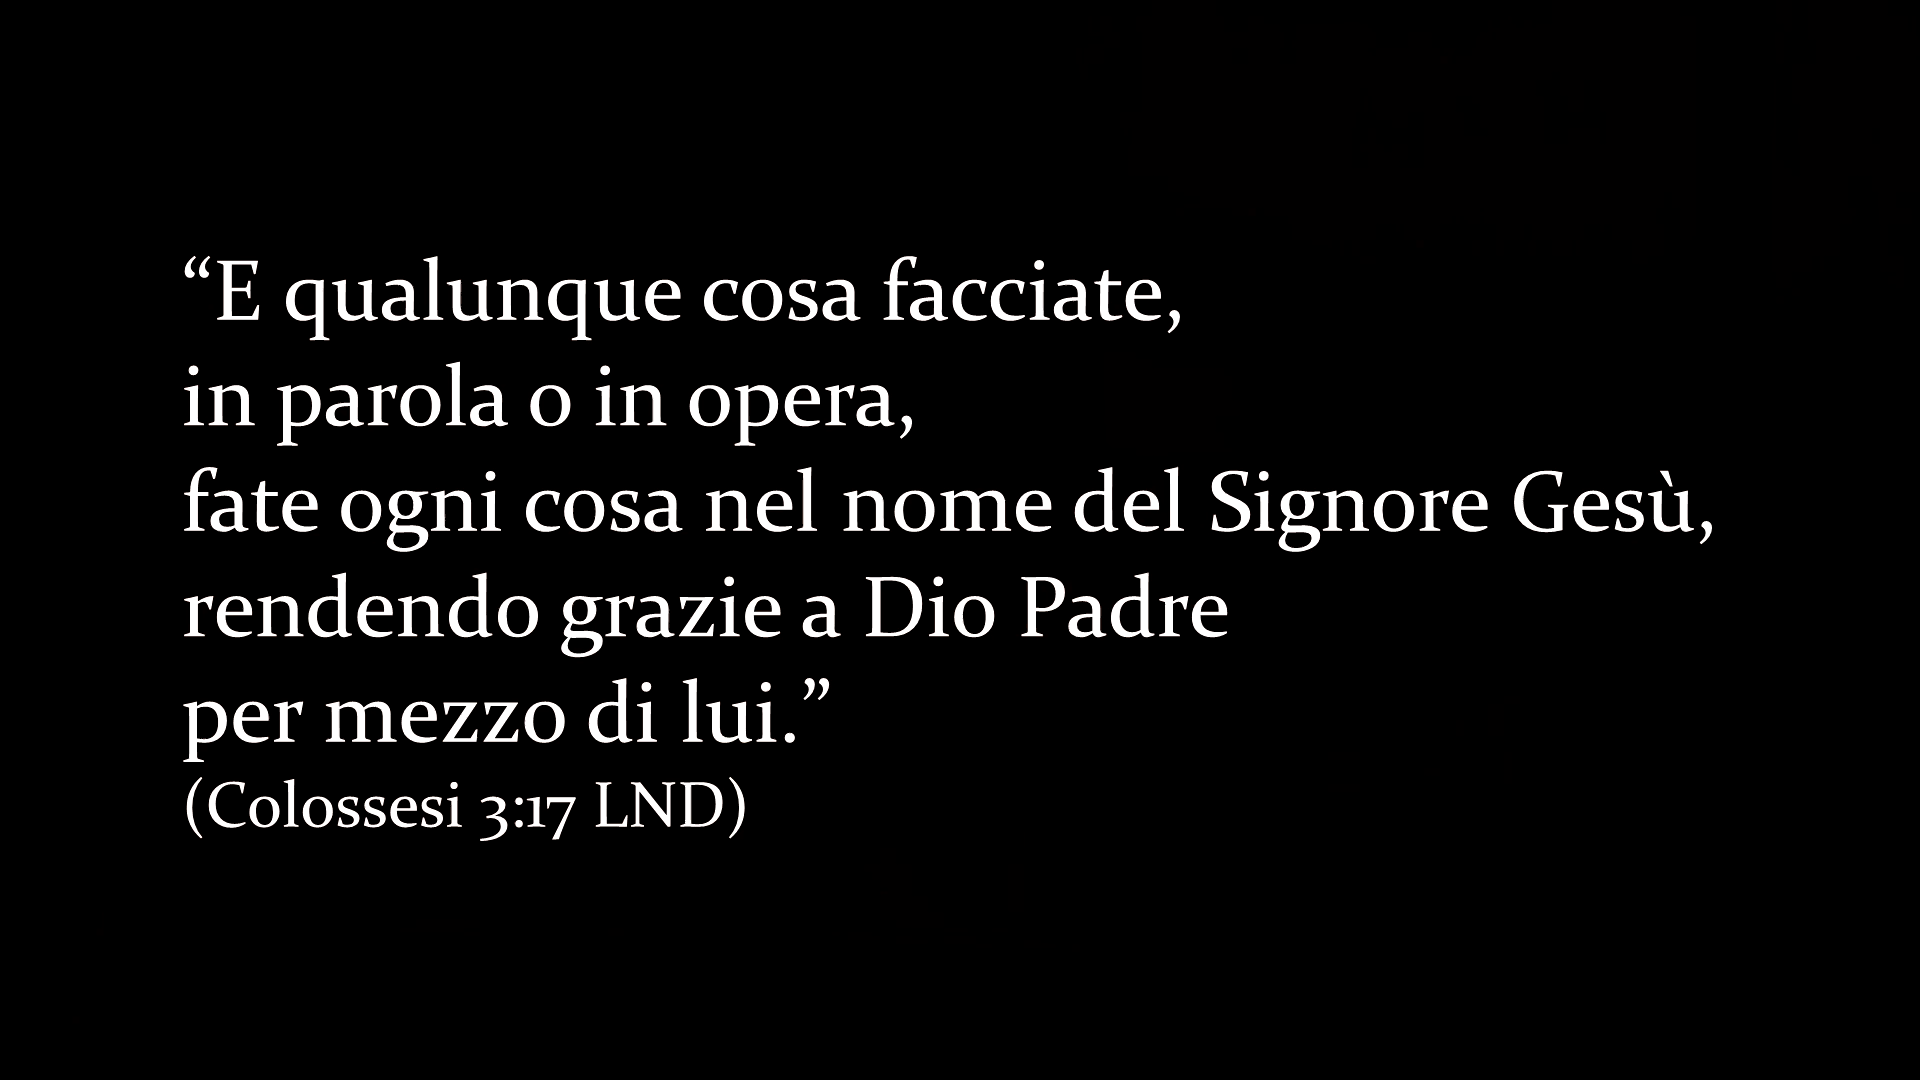 “E qualunque cosa facciate,
in parola o in opera,
fate ogni cosa nel nome del Signore Gesù,
rendendo grazie a Dio Padre
per mezzo di lui.”
(Colossesi 3:17 LND)